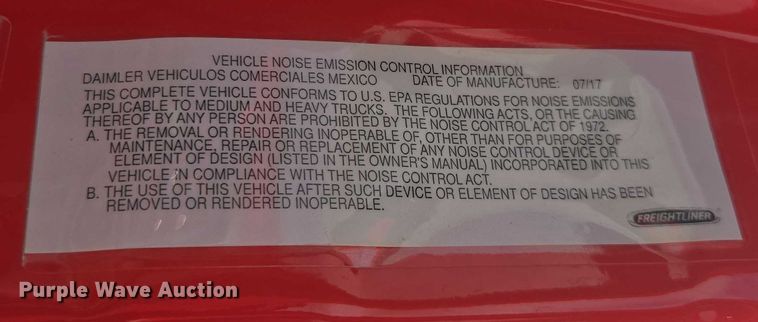 VEHICLE NOISE EMISSION CONTROL INFORMATION
DAIMLER VEHICULOS COMERCIALES MEXICO DATE OF MANUFACTURE: 07/17
THIS COMPLETE VEHICLE CONFORMS TO U.S. EPA REGULATIONS FOR NOISE EMISSIONS
APPLICABLE TO MEDIUM AND HEAVY TRUCKS. THE FOLLOWING ACTS, OR THE CAUSING
THEREOF BY ANY PERSON ARE PROHIBITED BY THE NOISE CONTROL ACT OF 1972.
A. THE REMOVAL OR RENDERING INOPERABLE OF, OTHER THAN FOR PURPOSES OF
MAINTENANCE, REPAIR OR REPLACEMENT OF ANY NOISE CONTROL DEVICE OR
ELEMENT OF DESIGN (LISTED IN THE OWNER'S MANUAL) INCORPORATED INTO THIS
VEHICLE IN COMPLIANCE WITH THE NOISE CONTROL ACT.
B. THE USE OF THIS VEHICLE AFTER SUCH DEVICE OR ELEMENT OF DESIGN HAS BEEN
REMOVED OR RENDERED INOPERABLE.
FREIGHTLINER
Purple Wave Auction